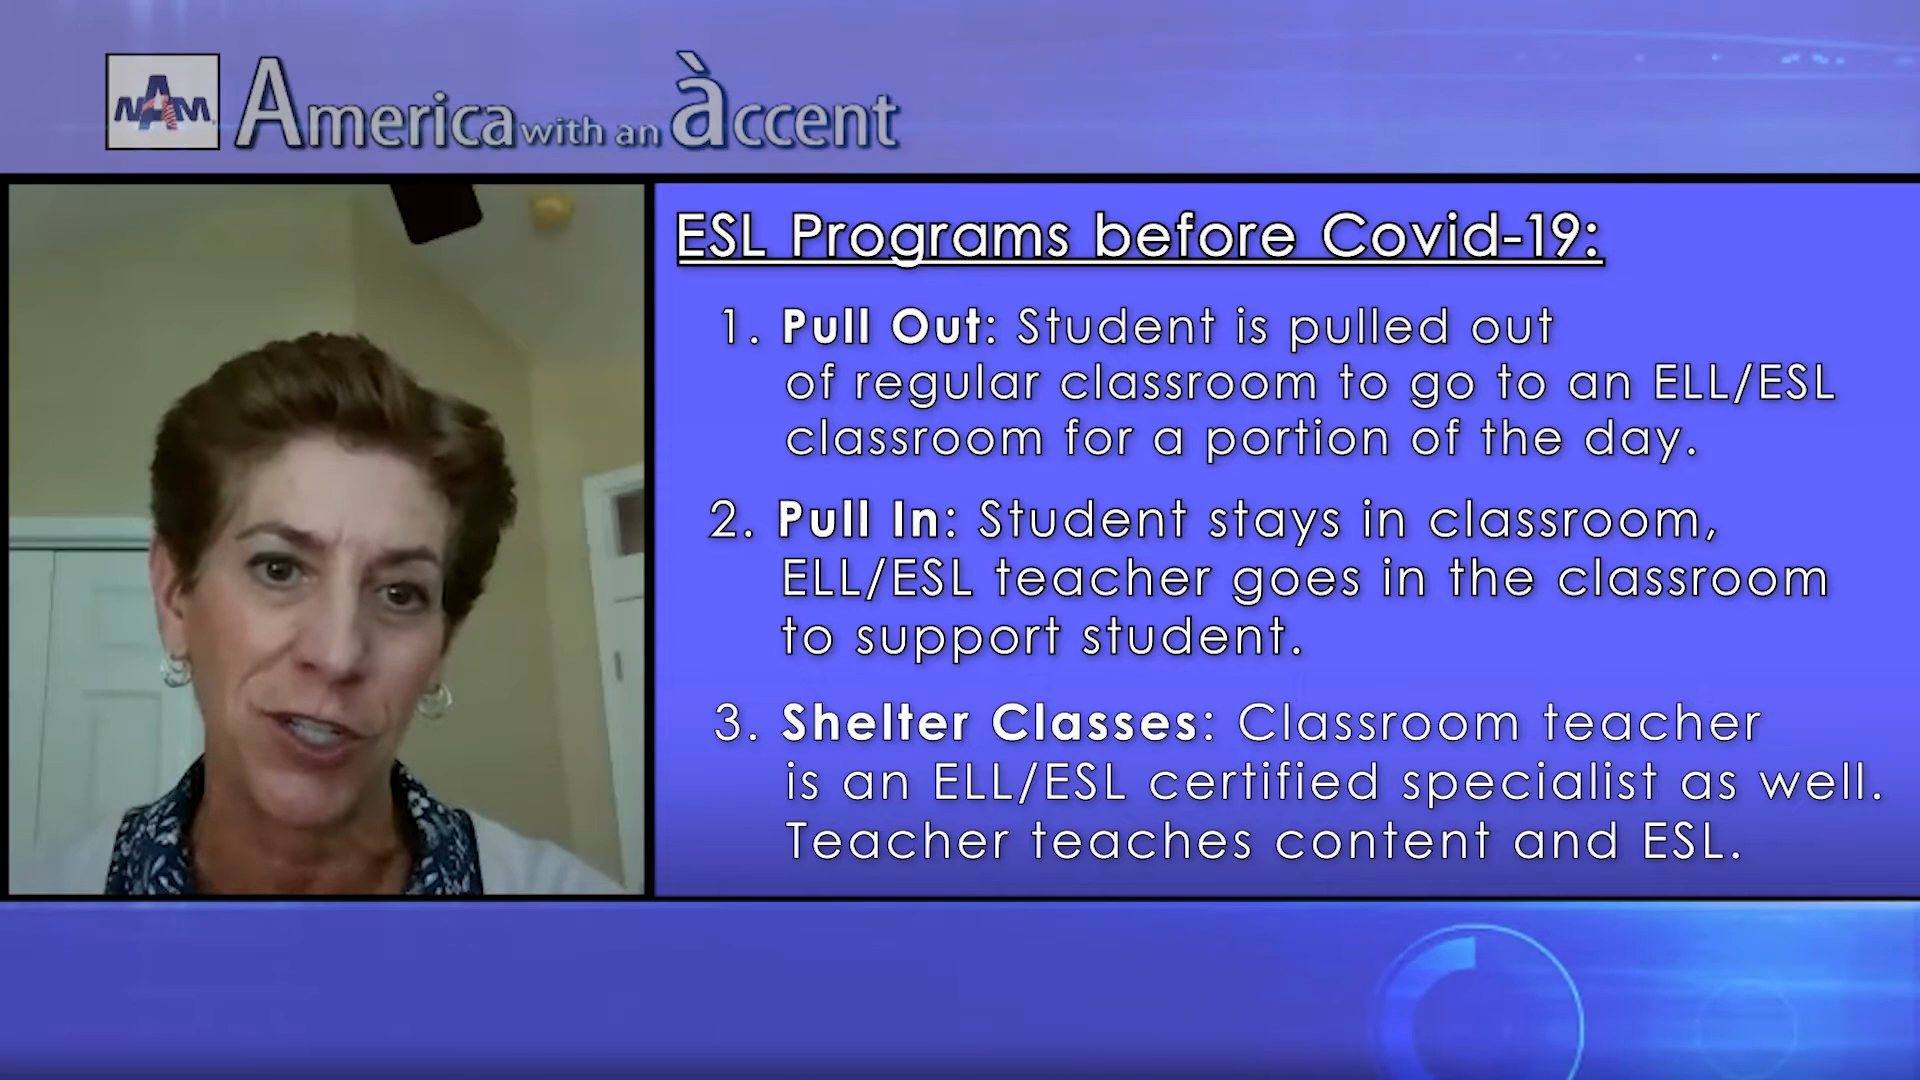 NAM
America with an àccent
ESL Programs before Covid-19:
1. Pull Out: Student is pulled out
of regular classroom to go to an ELL/ESL
classroom for a portion of the day.
2. Pull In: Student stays in classroom,
ELL/ESL teacher goes in the classroom
to support student.
3. Shelter Classes: Classroom teacher
is an ELL/ESL certified specialist as well.
Teacher teaches content and ESL.